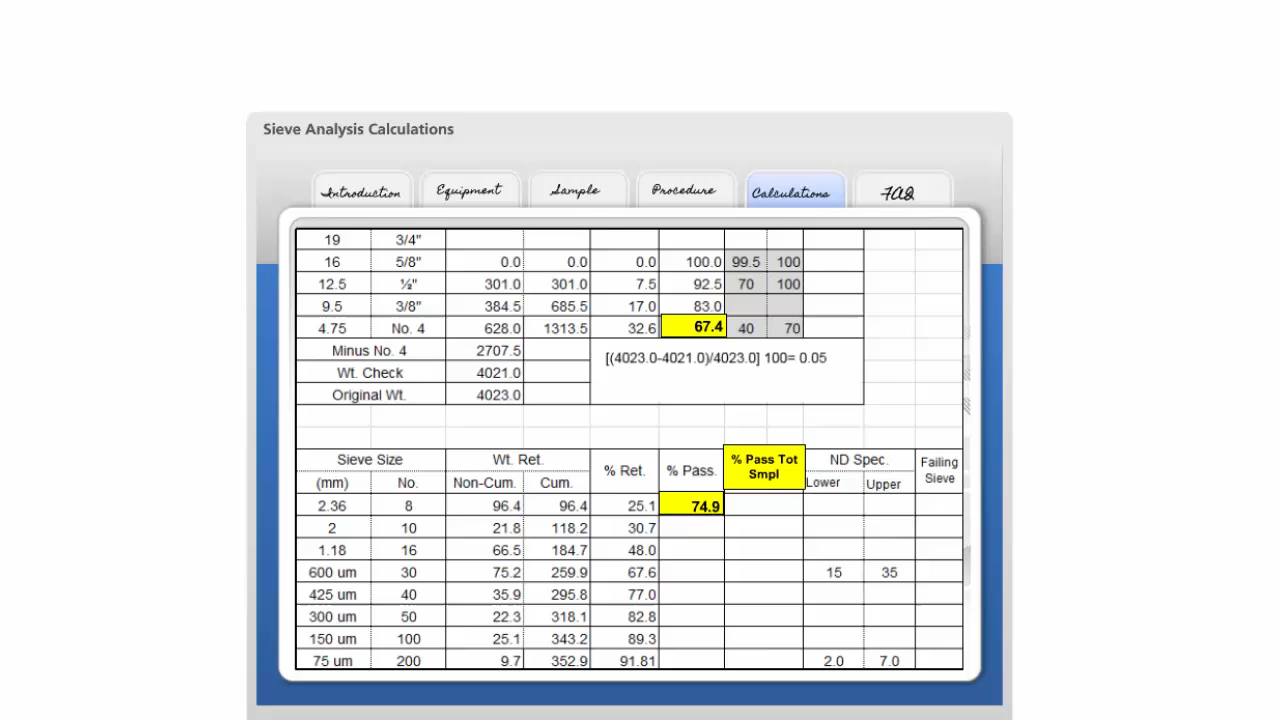 Sieve Analysis Calculations
Introduction Equipment Sample Procedure Calculations FAQ
19 3/4"
16 5/8" 0.0 0.0 0.0 100.0 99.5 100
12.5 ½" 301.0 301.0 7.5 92.5 70 100
9.5 3/8" 384.5 685.5 17.0 83.0
4.75 No. 4 628.0 1313.5 32.6 67.4 40 70
Minus No. 4 2707.5 [(4023.0-4021.0)/4023.0] 100= 0.05
Wt. Check 4021.0
Original Wt. 4023.0
Sieve Size Wt. Ret. % Ret. % Pass. % Pass Tot Smpl ND Spec. Failing Sieve
(mm) No. Non-Cum. Cum. Lower Upper
2.36 8 96.4 96.4 25.1 74.9
2 10 21.8 118.2 30.7
1.18 16 66.5 184.7 48.0
600 um 30 75.2 259.9 67.6 15 35
425 um 40 35.9 295.8 77.0
300 um 50 22.3 318.1 82.8
150 um 100 25.1 343.2 89.3
75 um 200 9.7 352.9 91.81 2.0 7.0